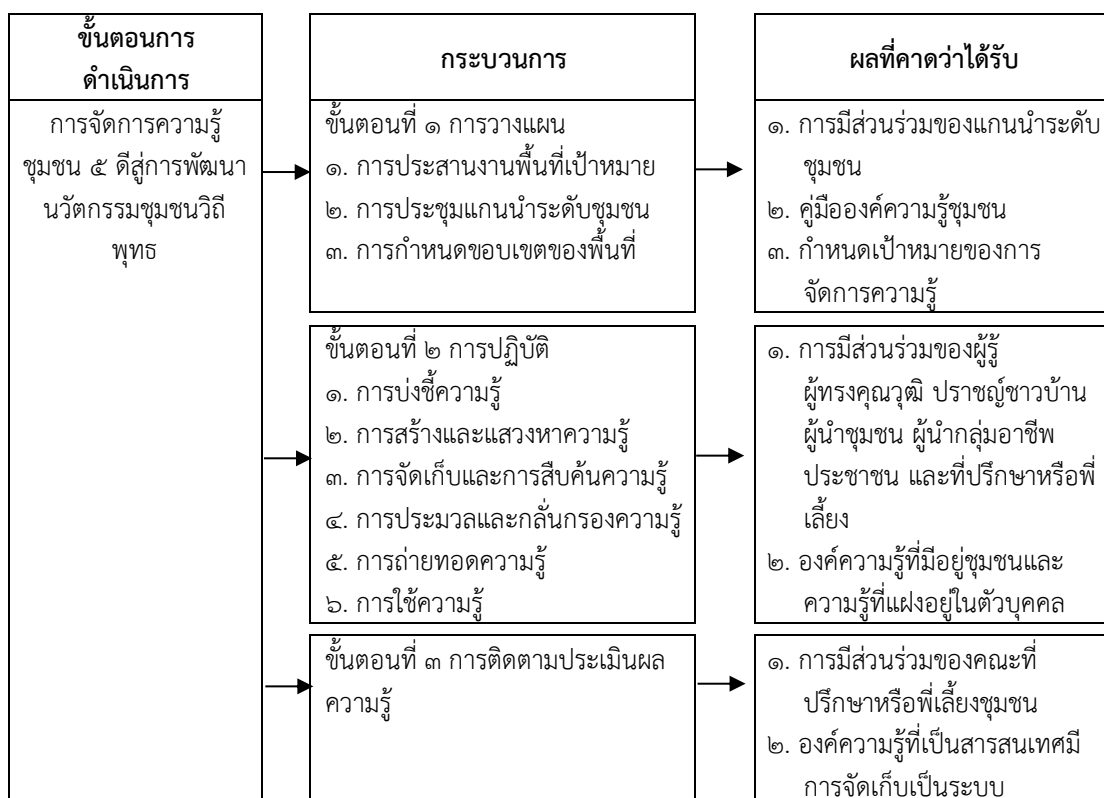 ขั้นตอนการ
ดำเนินการ
กระบวนการ
ผลที่คาดว่าได้รับ
การจัดการความรู้
ชุมชน ๕ ดีสู่การพัฒนา
นวัตกรรมชุมชนวิถี
พุทธ
ขั้นตอนที่ ๑ การวางแผน
๑. การประสานงานพื้นที่เป้าหมาย
๒. การประชุมแกนนำระดับชุมชน
๓. การกำหนดขอบเขตของพื้นที่
๑. การมีส่วนร่วมของแกนนำระดับ
ชุมชน
๒. คู่มือองค์ความรู้ชุมชน
๓. กำหนดเป้าหมายของการ
จัดการความรู้
ขั้นตอนที่ ๒ การปฏิบัติ
๑. การบ่งชี้ความรู้
๒. การสร้างและแสวงหาความรู้
๓. การจัดเก็บและการสืบค้นความรู้
๔. การประมวลและกลั่นกรองความรู้
๕. การถ่ายทอดความรู้
๖. การใช้ความรู้
๑. การมีส่วนร่วมของผู้รู้
ผู้ทรงคุณวุฒิ ปราชญ์ชาวบ้าน
ผู้นำชุมชน ผู้นำกลุ่มอาชีพ
ประชาชน และที่ปรึกษาหรือพี่
เลี้ยง
๒. องค์ความรู้ที่มีอยู่ชุมชนและ
ความรู้ที่แฝงอยู่ในตัวบุคคล
ขั้นตอนที่ ๓ การติดตามประเมินผล
ความรู้
๑. การมีส่วนร่วมของคณะที่
ปรึกษาหรือพี่เลี้ยงชุมชน
๒. องค์ความรู้ที่เป็นสารสนเทศมี
การจัดเก็บเป็นระบบ